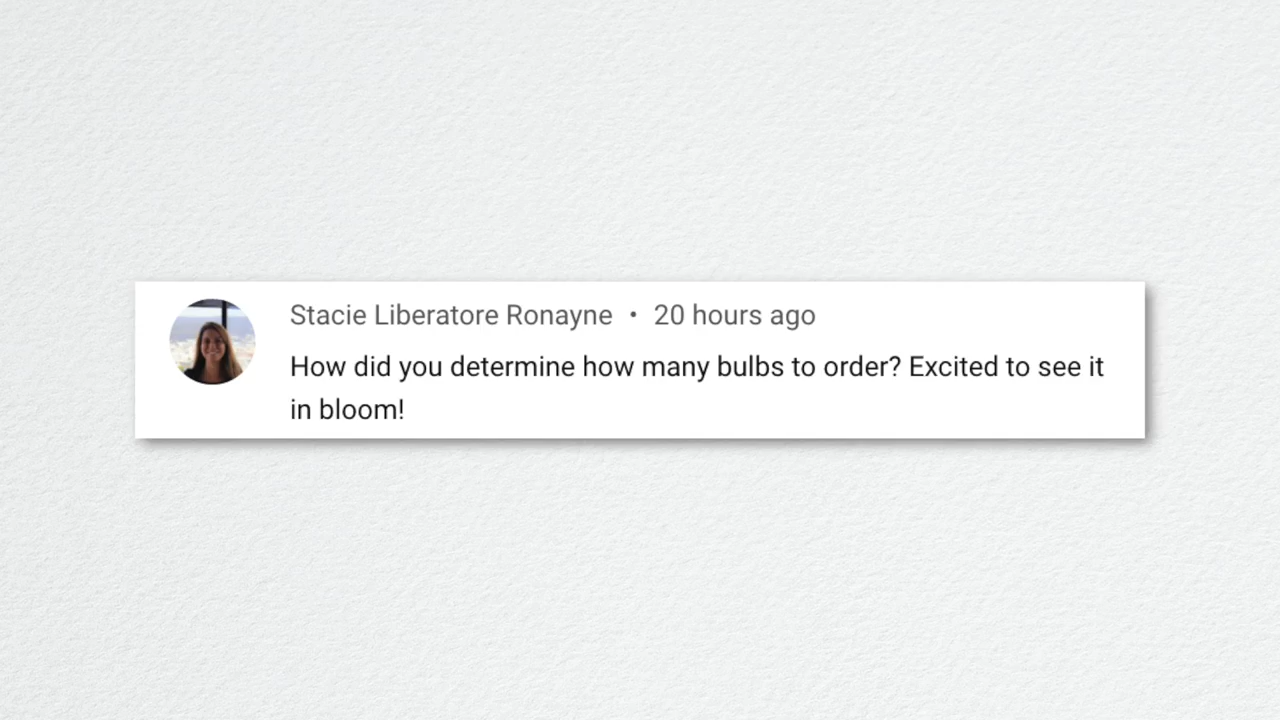 Stacie Liberatore Ronayne • 20 hours ago
How did you determine how many bulbs to order? Excited to see it
in bloom!